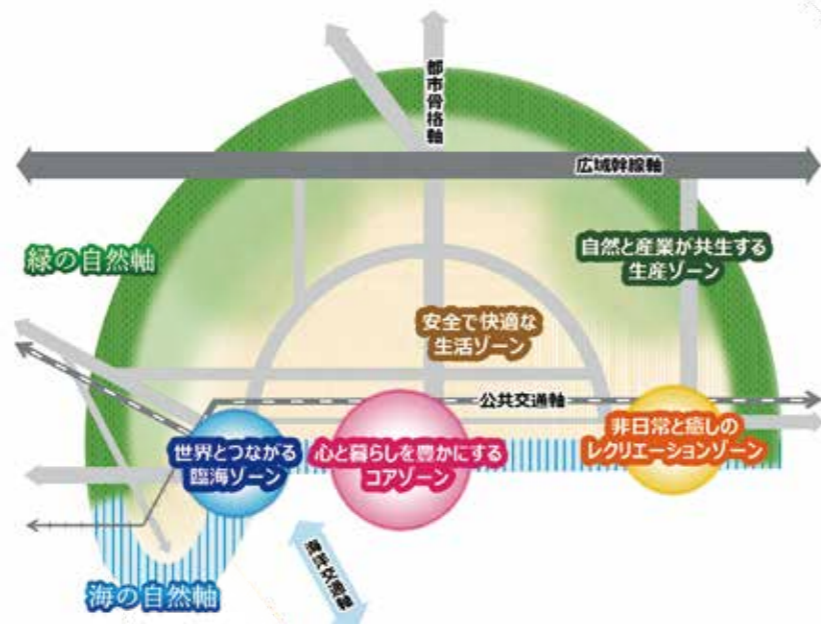 都市骨格軸
広域幹線軸
緑の自然軸
自然と産業が共生する
生産ゾーン
安全で快適な
生活ゾーン
公共交通軸
世界とつながる
臨海ゾーン
心と暮らしを豊かにする
コアゾーン
非日常と癒しの
レクリエーションゾーン
海の自然軸